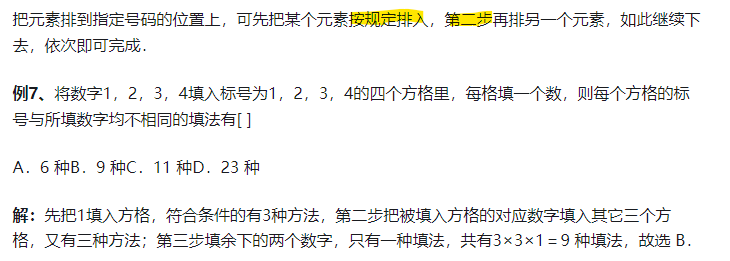 把元素排到指定号码的位置上，可先把某个元素按规定排入，第二步再排另一个元素，如此继续下
去，依次即可完成．
例7、将数字1，2，3，4填入标号为1，2，3，4的四个方格里，每格填一个数，则每个方格的标
号与所填数字均不相同的填法有[ ]
A．6 种B．9 种C．11 种D．23 种
解：先把1填入方格，符合条件的有3种方法，第二步把被填入方格的对应数字填入其它三个方
格，又有三种方法；第三步填余下的两个数字，只有一种填法，共有3×3×1＝9 种填法，故选 B．